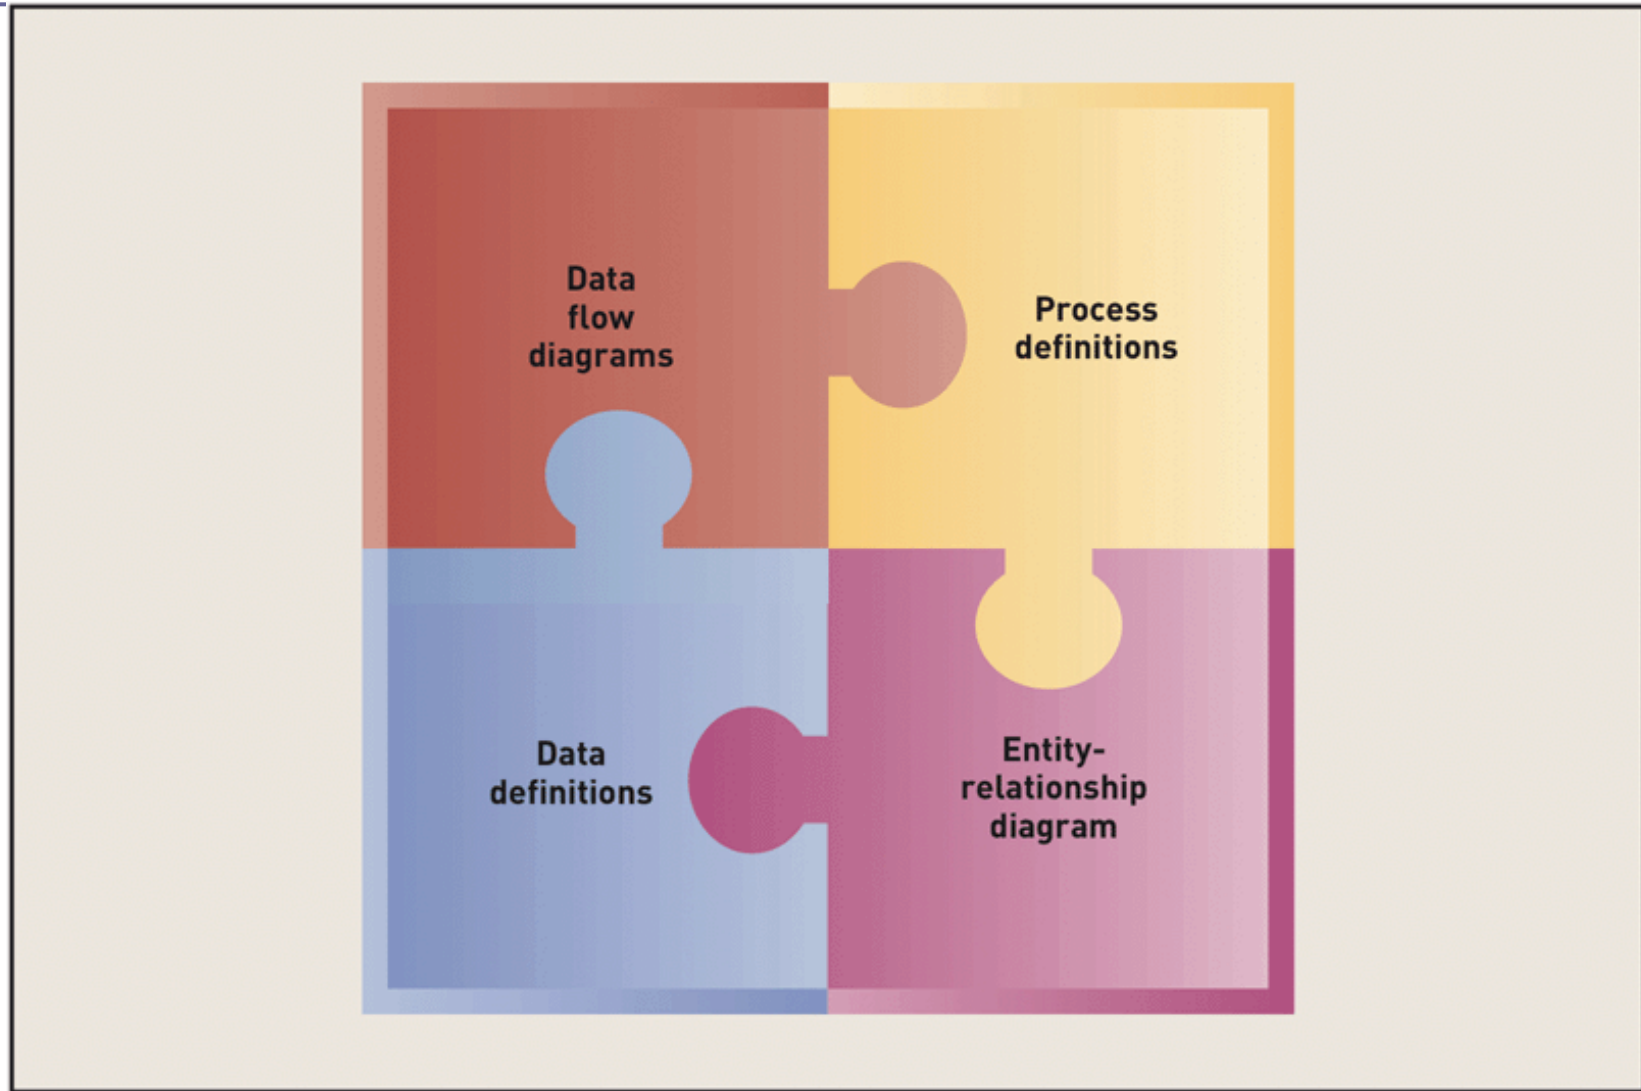 Data
flow
diagrams
Process
definitions
Data
definitions
Entity-
relationship
diagram